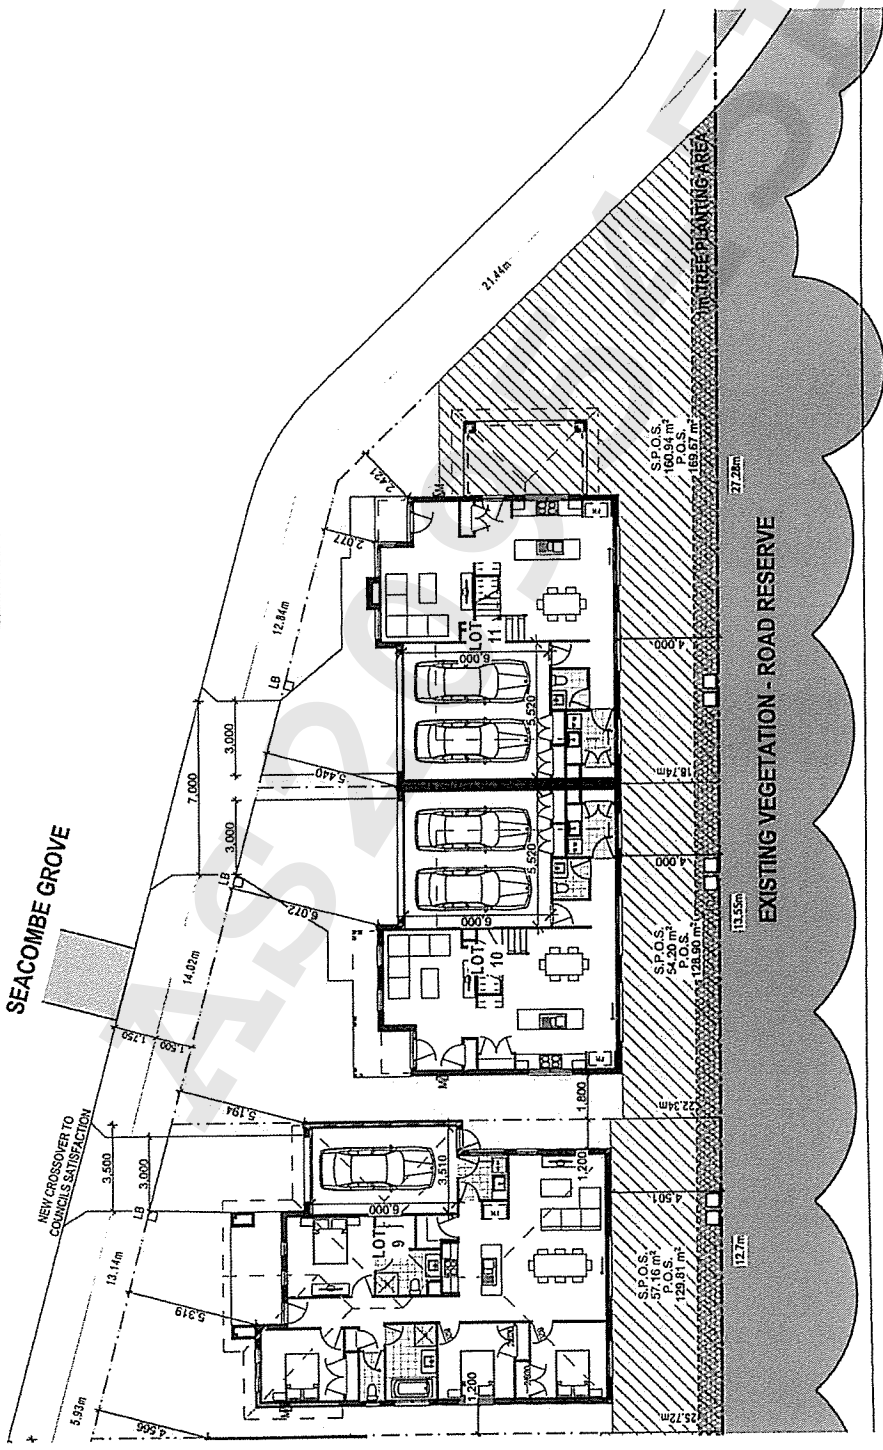 SEACOMBE GROVE
NEW CROSSOVER TO
COUNCILS SATISFACTION
5.93m
13.14m
14.02m
12.84m
21.44m
3,500
3,000
1,750
1,500
7,000
3,000
3,000
LB
LB
LB
4,566
5,319
5,194
6,072
5,440
2,077
2,421
LOT
9
LOT
10
LOT
11
6,000
3,510
6,000
5,520
6,000
5,520
1,200
1,200
1,800
4,501
4,000
4,000
25.72m
22.34m
18.74m
S.P.O.S.
57.16 m²
P.O.S.
129.81 m²
S.P.O.S.
54.20 m²
P.O.S.
128.90 m²
S.P.O.S.
160.94 m²
P.O.S.
169.67 m²
12.7m
13.55m
27.28m
1m TREE PLANTING AREA
EXISTING VEGETATION - ROAD RESERVE